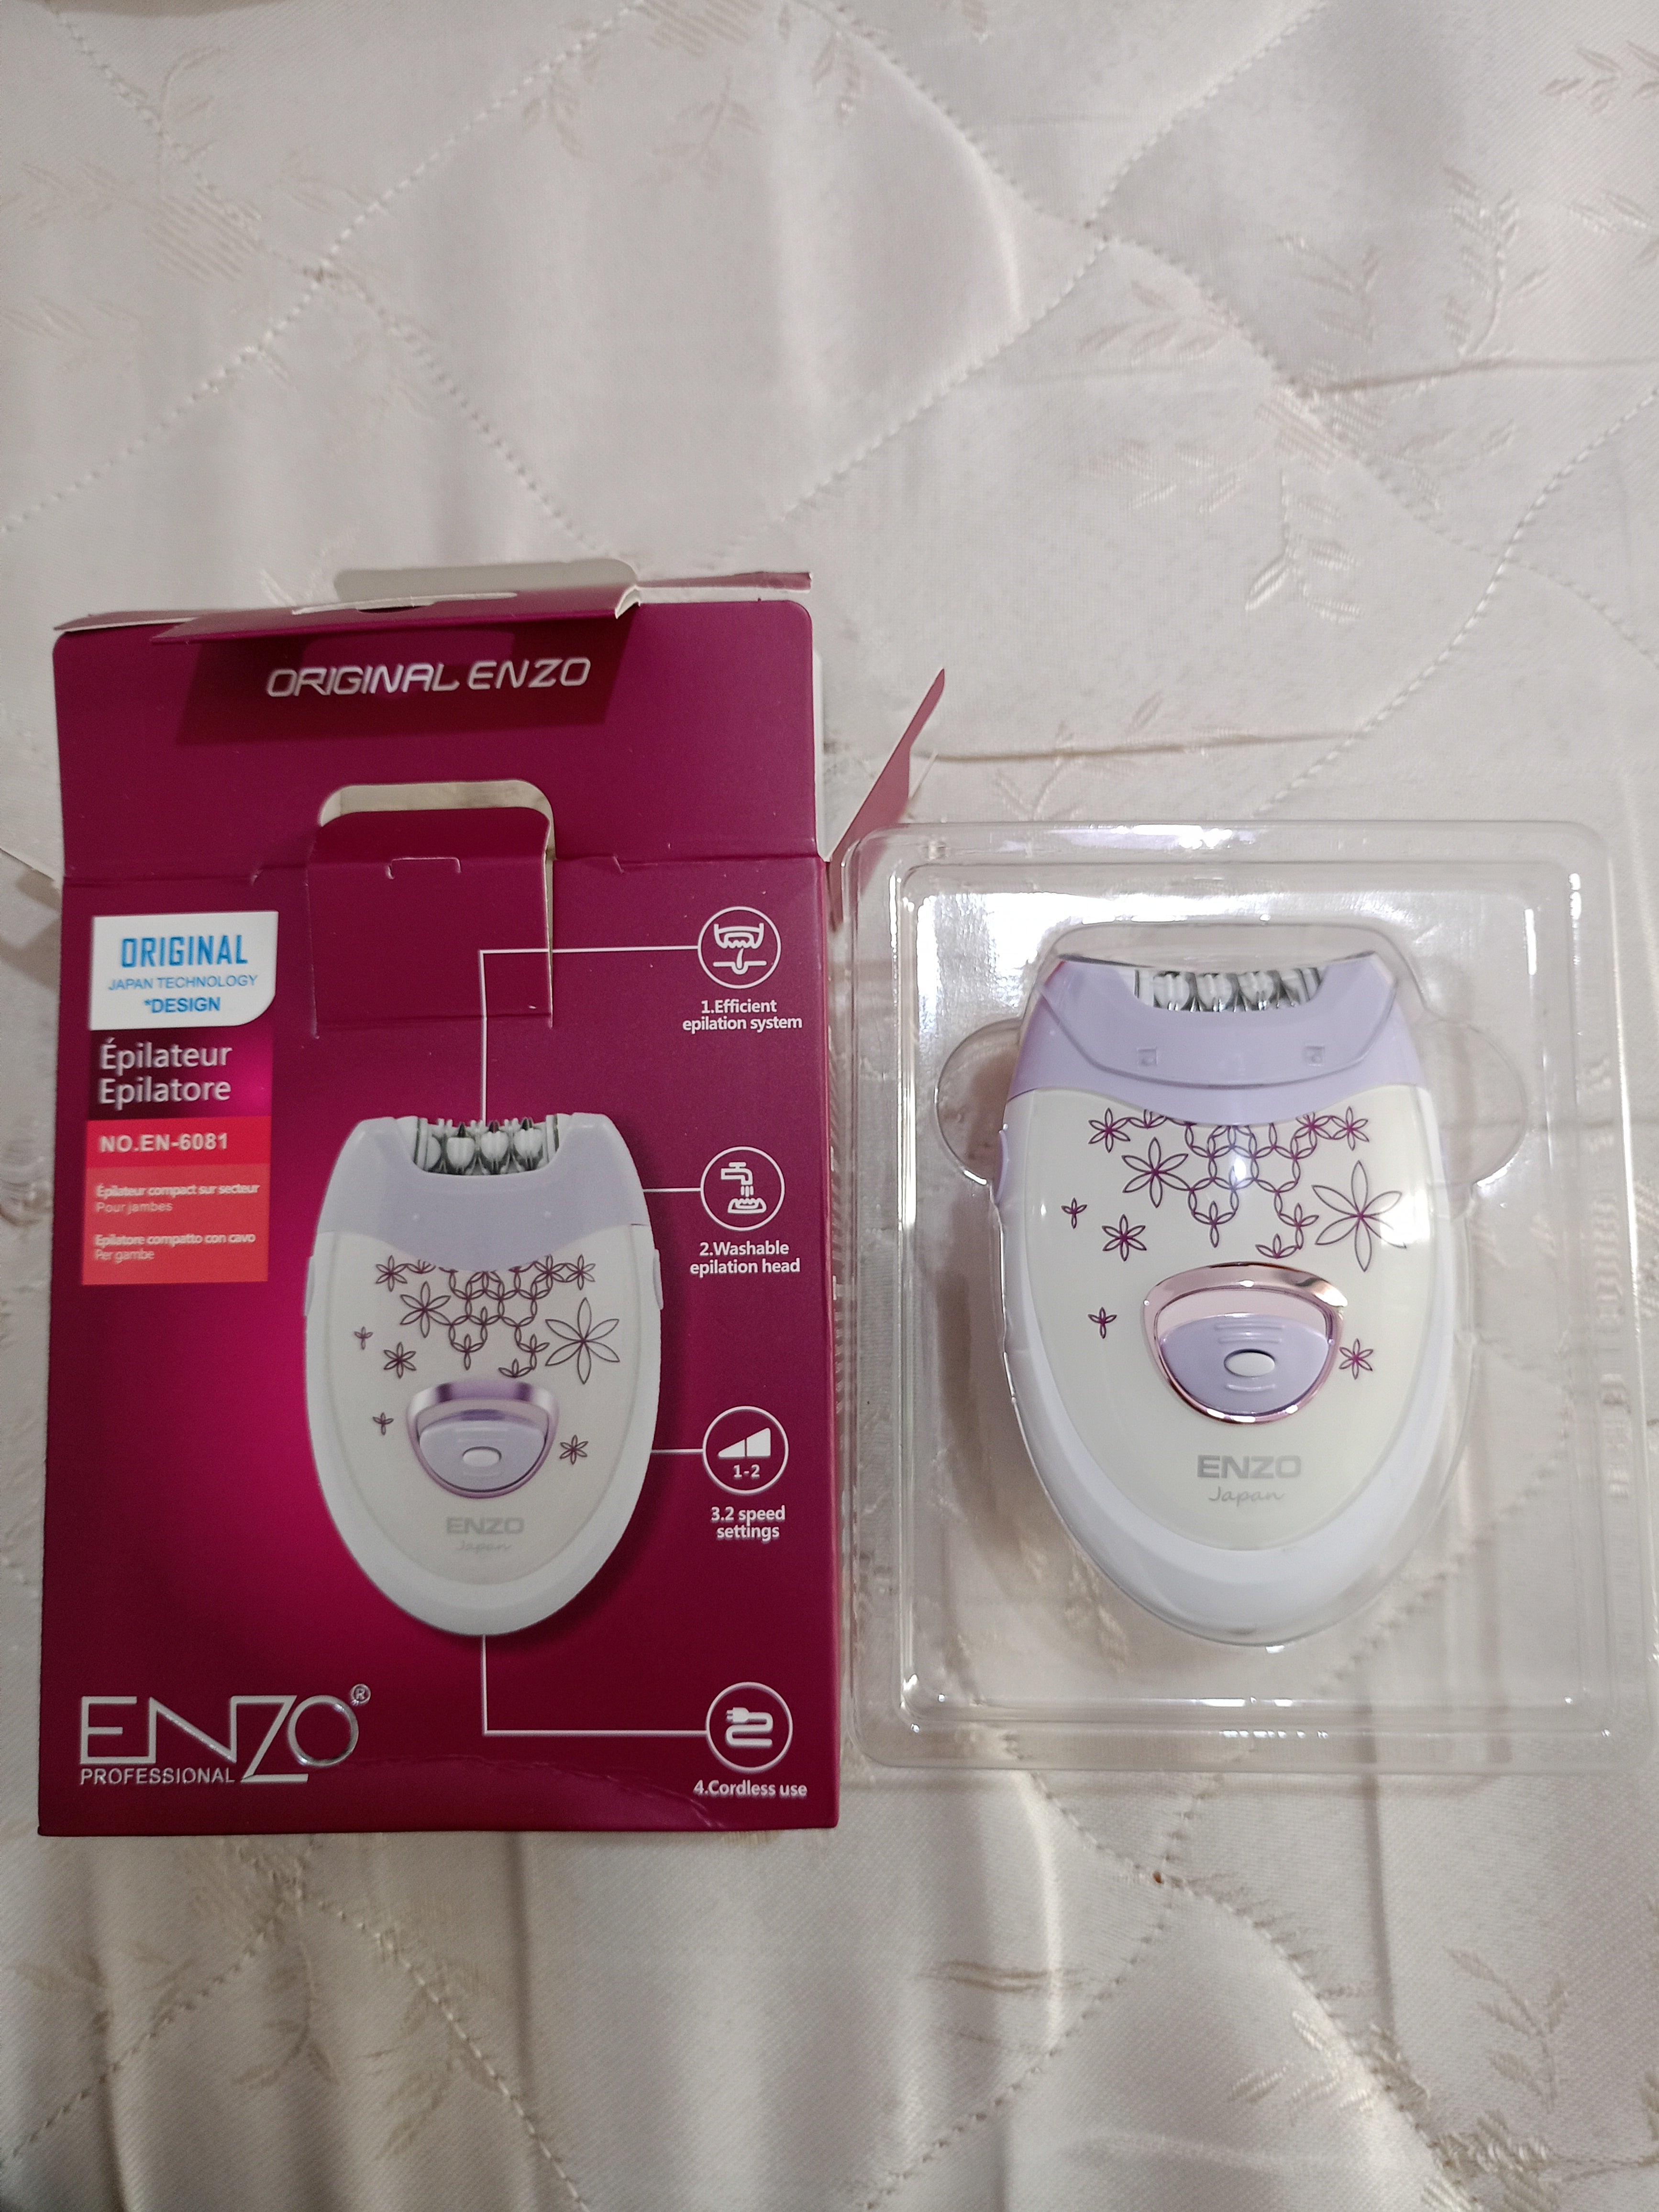 ORIGINAL ENZO
ORIGINAL
JAPAN TECHNOLOGY
*DESIGN
Épilateur
Epilatore
NO.EN-6081
Épilateur compact sur secteur
Pour jambes
Epilatore compatto con cavo
Per gambe
1.Efficient
epilation system
2.Washable
epilation head
1-2
3.2 speed
settings
4.Cordless use
ENZO
Japan
ENZO®
PROFESSIONAL
ENZO
Japan